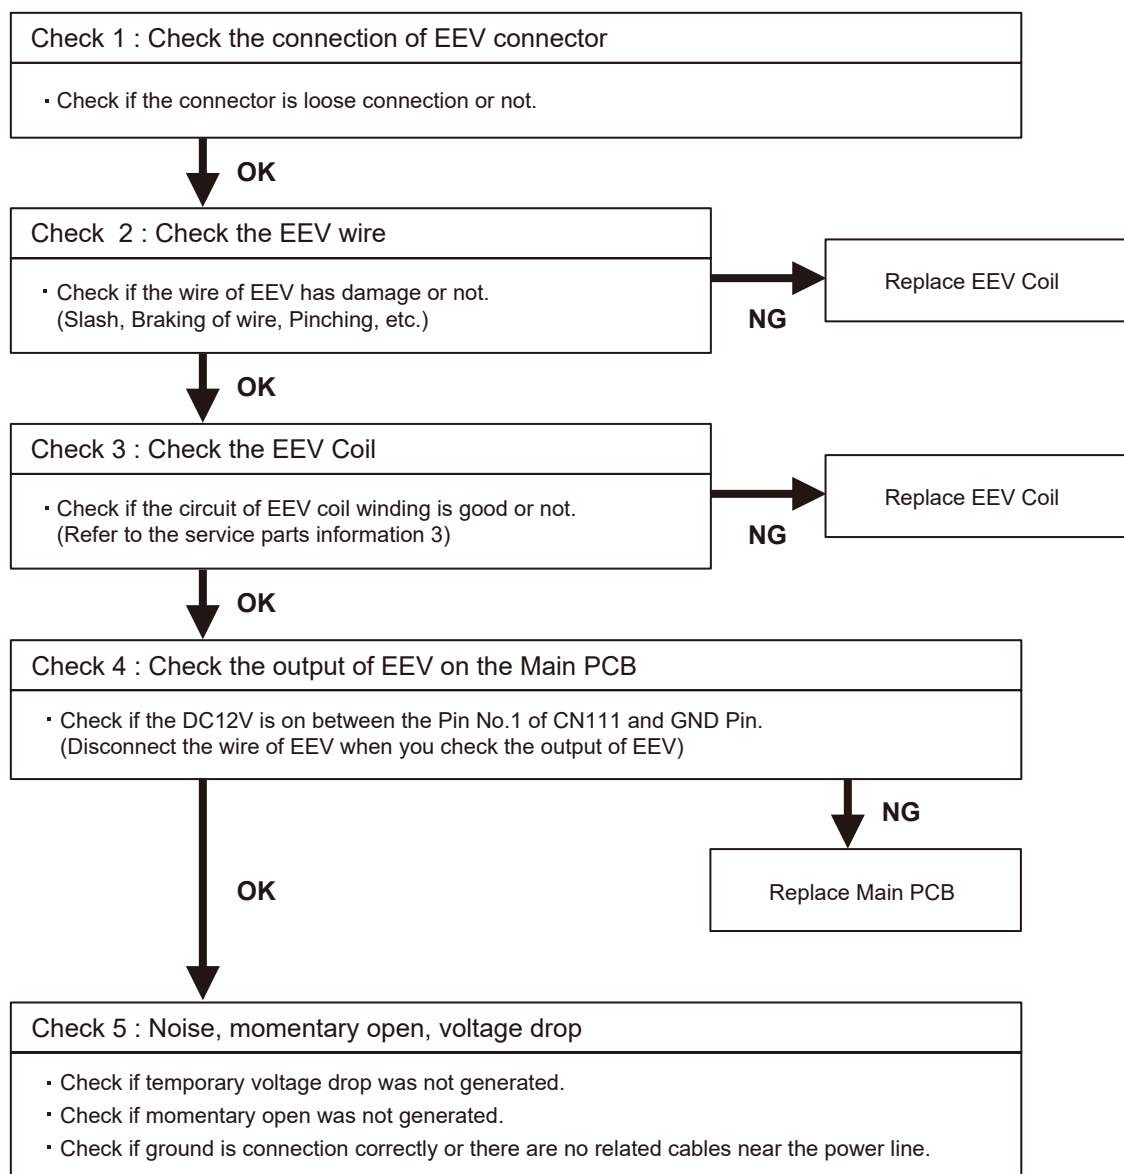 Check 1 : Check the connection of EEV connector
· Check if the connector is loose connection or not.
OK
Check 2 : Check the EEV wire
· Check if the wire of EEV has damage or not.
(Slash, Braking of wire, Pinching, etc.)
NG
Replace EEV Coil
OK
Check 3 : Check the EEV Coil
· Check if the circuit of EEV coil winding is good or not.
(Refer to the service parts information 3)
NG
Replace EEV Coil
OK
Check 4 : Check the output of EEV on the Main PCB
· Check if the DC12V is on between the Pin No.1 of CN111 and GND Pin.
(Disconnect the wire of EEV when you check the output of EEV)
NG
Replace Main PCB
OK
Check 5 : Noise, momentary open, voltage drop
· Check if temporary voltage drop was not generated.
· Check if momentary open was not generated.
· Check if ground is connection correctly or there are no related cables near the power line.